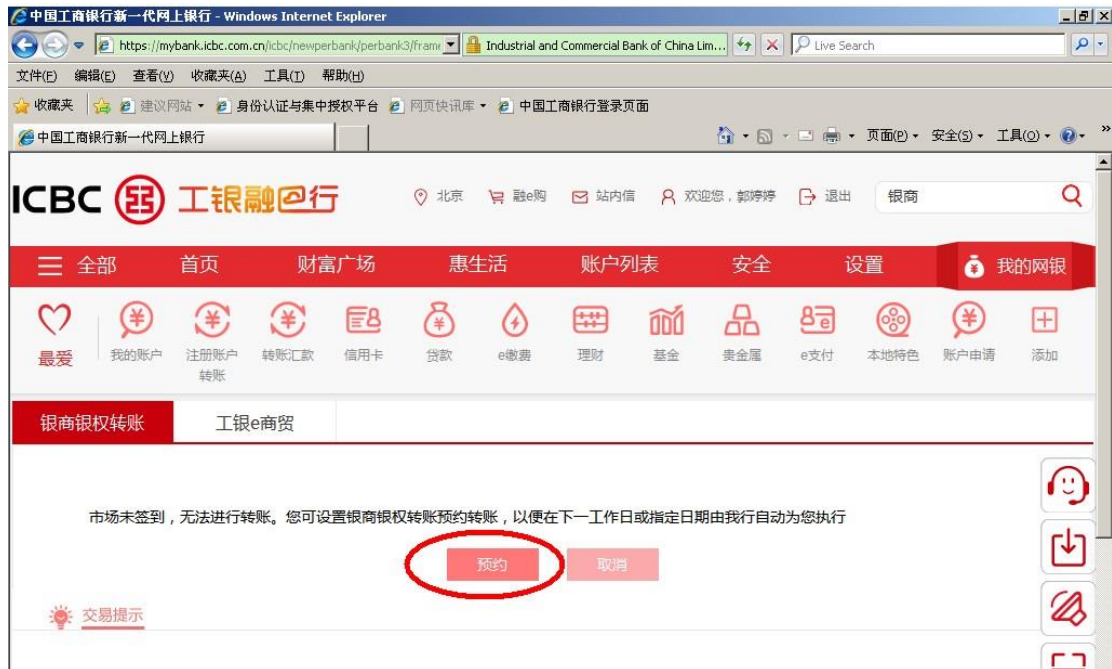 中国工商银行新一代网上银行 - Windows Internet Explorer
https://mybank.icbc.com.cn/icbc/newperbank/perbank3/frame Industrial and Commercial Bank of China Lim... Live Search
文件(F) 编辑(E) 查看(V) 收藏夹(A) 工具(T) 帮助(H)
收藏夹 建议网站 身份认证与集中授权平台 网页快讯库 中国工商银行登录页面
中国工商银行新一代网上银行 页面(P) 安全(S) 工具(O) »
ICBC 工银融e行 北京 融e购 站内信 欢迎您，郭婷婷 退出 银商
全部 首页 财富广场 惠生活 账户列表 安全 设置 我的网银
最爱 我的账户 注册账户 转账汇款 信用卡 贷款 e缴费 理财 基金 贵金属 e支付 本地特色 账户申请 添加
转账
银商银权转账 工银e商贸
市场未签到，无法进行转账。您可设置银商银权转账预约转账，以便在下一工作日或指定日期由我行自动为您执行
预约 取消
交易提示